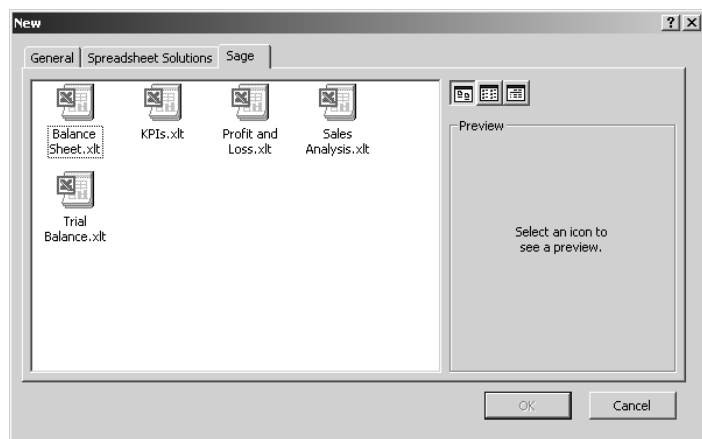 New
General Spreadsheet Solutions Sage
Balance
Sheet.xlt
KPIs.xlt
Profit and
Loss.xlt
Sales
Analysis.xlt
Trial
Balance.xlt
Preview
Select an icon to
see a preview.
OK Cancel